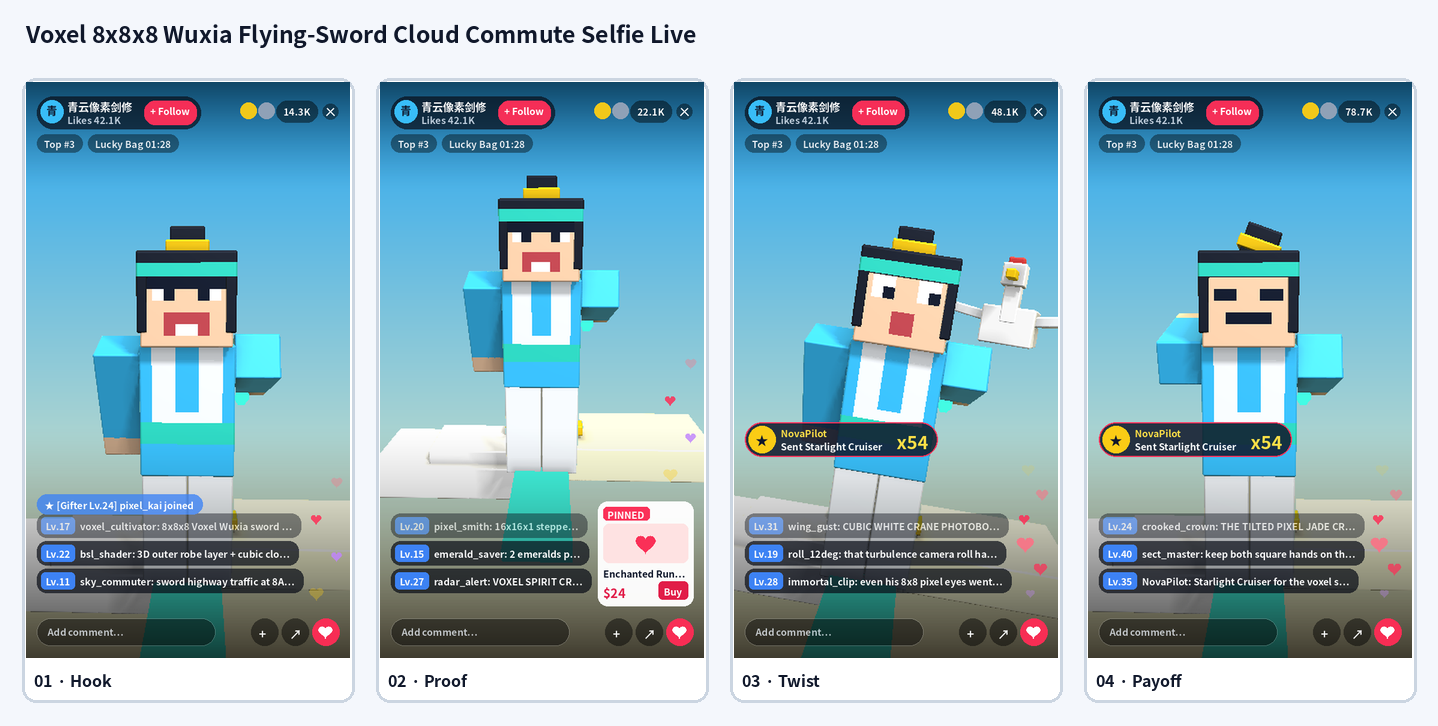 Voxel 8x8x8 Wuxia Flying-Sword Cloud Commute Selfie Live
青
青云像素剑修
Likes 42.1K
+ Follow
14.3K
×
Top #3
Lucky Bag 01:28
★ [Gifter Lv.24] pixel_kai joined
Lv.17 voxel_cultivator: 8x8x8 Voxel Wuxia sword …
Lv.22 bsl_shader: 3D outer robe layer + cubic clo…
Lv.11 sky_commuter: sword highway traffic at 8A…
Add comment…
+
↗
01 · Hook
青
青云像素剑修
Likes 42.1K
+ Follow
22.1K
×
Top #3
Lucky Bag 01:28
Lv.20 pixel_smith: 16x16x1 steppe…
Lv.15 emerald_saver: 2 emeralds p…
Lv.27 radar_alert: VOXEL SPIRIT CR…
PINNED
Enchanted Run…
$24
Buy
Add comment…
+
↗
02 · Proof
青
青云像素剑修
Likes 42.1K
+ Follow
48.1K
×
Top #3
Lucky Bag 01:28
★
NovaPilot
Sent Starlight Cruiser
x54
Lv.31 wing_gust: CUBIC WHITE CRANE PHOTOBO…
Lv.19 roll_12deg: that turbulence camera roll ha…
Lv.28 immortal_clip: even his 8x8 pixel eyes went…
Add comment…
+
↗
03 · Twist
青
青云像素剑修
Likes 42.1K
+ Follow
78.7K
×
Top #3
Lucky Bag 01:28
★
NovaPilot
Sent Starlight Cruiser
x54
Lv.24 crooked_crown: THE TILTED PIXEL JADE CR…
Lv.40 sect_master: keep both square hands on th…
Lv.35 NovaPilot: Starlight Cruiser for the voxel s…
Add comment…
+
↗
04 · Payoff